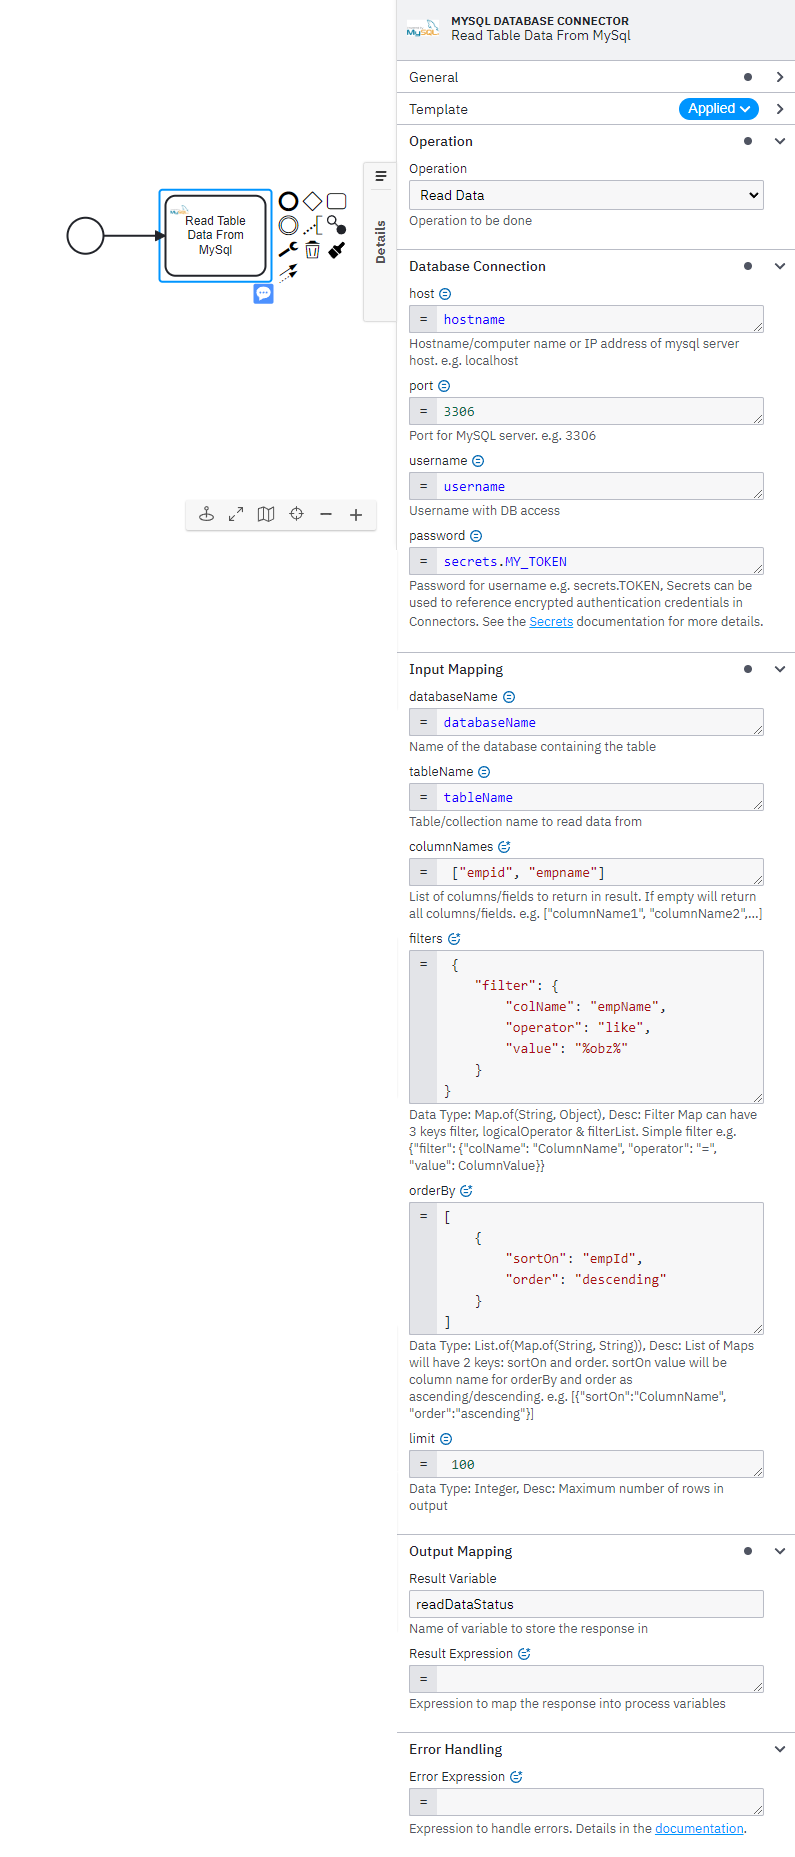 MySQL
MYSQL DATABASE CONNECTOR
Read Table Data From MySql
General
Template
Applied
Operation
Operation
Read Data
Operation to be done
MySQL
Read Table
Data From
MySql
Details
Database Connection
host
= hostname
Hostname/computer name or IP address of mysql server
host. e.g. localhost
port
= 3306
Port for MySQL server. e.g. 3306
username
= username
Username with DB access
password
= secrets.MY_TOKEN
Password for username e.g. secrets.TOKEN, Secrets can be
used to reference encrypted authentication credentials in
Connectors. See the Secrets documentation for more details.
Input Mapping
databaseName
= databaseName
Name of the database containing the table
tableName
= tableName
Table/collection name to read data from
columnNames
= ["empid", "empname"]
List of columns/fields to return in result. If empty will return
all columns/fields. e.g. ["columnName1", "columnName2",...]
filters
= {
"filter": {
"colName": "empName",
"operator": "like",
"value": "%obz%"
}
}
Data Type: Map.of(String, Object), Desc: Filter Map can have
3 keys filter, logicalOperator & filterList. Simple filter e.g.
{"filter": {"colName": "ColumnName", "operator": "=",
"value": ColumnValue}}
orderBy
= [
{
"sortOn": "empId",
"order": "descending"
}
]
Data Type: List.of(Map.of(String, String)), Desc: List of Maps
will have 2 keys: sortOn and order. sortOn value will be
column name for orderBy and order as
ascending/descending. e.g. [{"sortOn":"ColumnName",
"order":"ascending"}]
limit
= 100
Data Type: Integer, Desc: Maximum number of rows in
output
Output Mapping
Result Variable
readDataStatus
Name of variable to store the response in
Result Expression
=
Expression to map the response into process variables
Error Handling
Error Expression
=
Expression to handle errors. Details in the documentation.